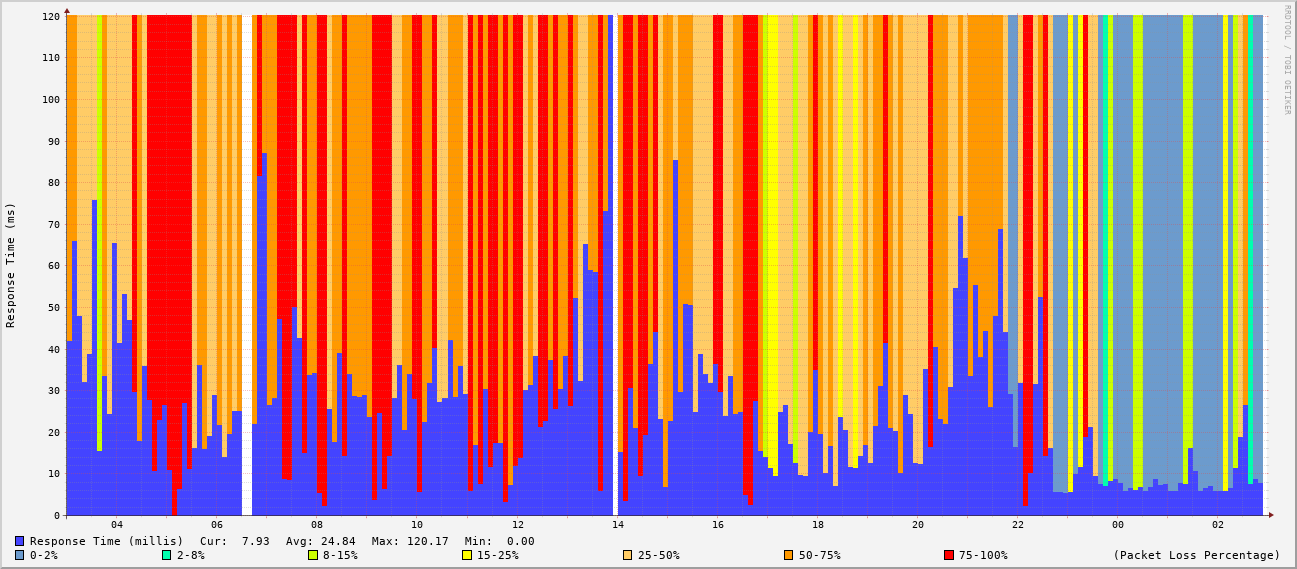 RRDTOOL / TOBI OETIKER
Response Time (ms)
120
110
100
90
80
70
60
50
40
30
20
10
0
04 06 08 10 12 14 16 18 20 22 00 02
Response Time (millis) Cur: 7.93 Avg: 24.84 Max: 120.17 Min: 0.00
0-2% 2-8% 8-15% 15-25% 25-50% 50-75% 75-100% (Packet Loss Percentage)